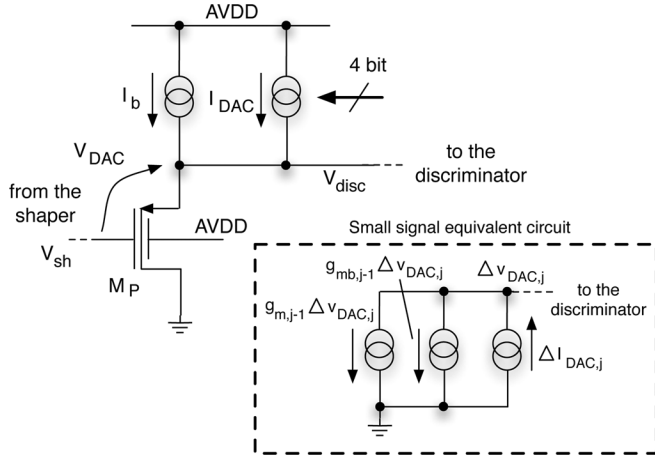 AVDD
4 bit
I b
I DAC
V DAC
to the
discriminator
V disc
from the
shaper
AVDD
V sh
M P
Small signal equivalent circuit
g mb,j-1 Δ v DAC,j
Δ v DAC,j
to the
discriminator
g m,j-1 Δ v DAC,j
Δ I DAC,j